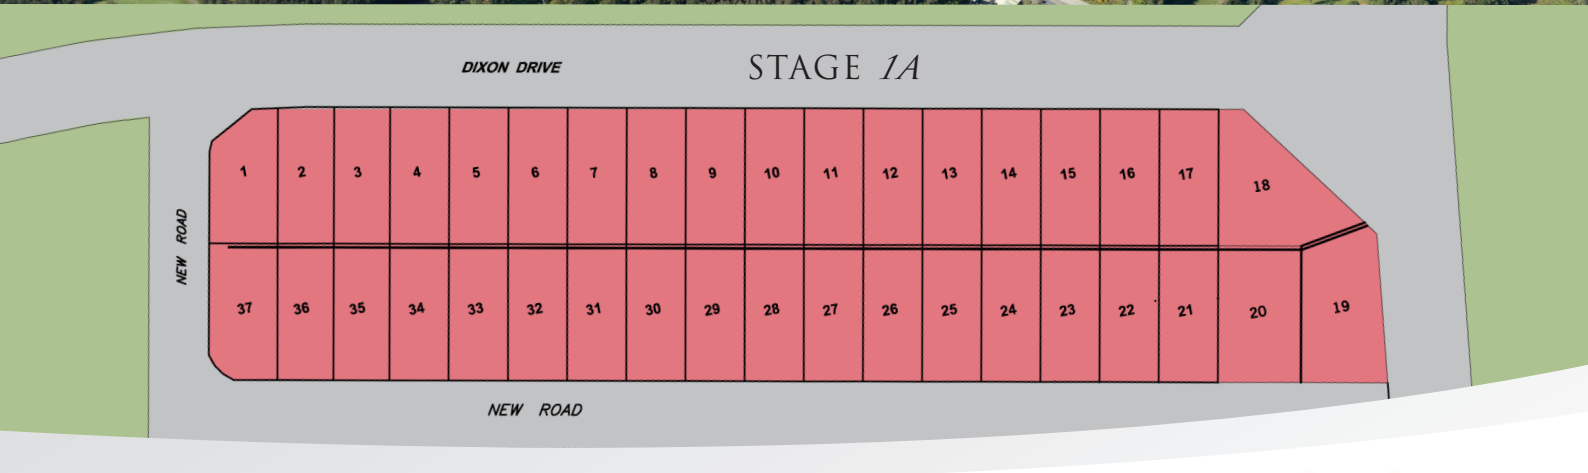 DIXON DRIVE
STAGE 1A
NEW ROAD
1 2 3 4 5 6 7 8 9 10 11 12 13 14 15 16 17 18
37 36 35 34 33 32 31 30 29 28 27 26 25 24 23 22 21 20 19
NEW ROAD